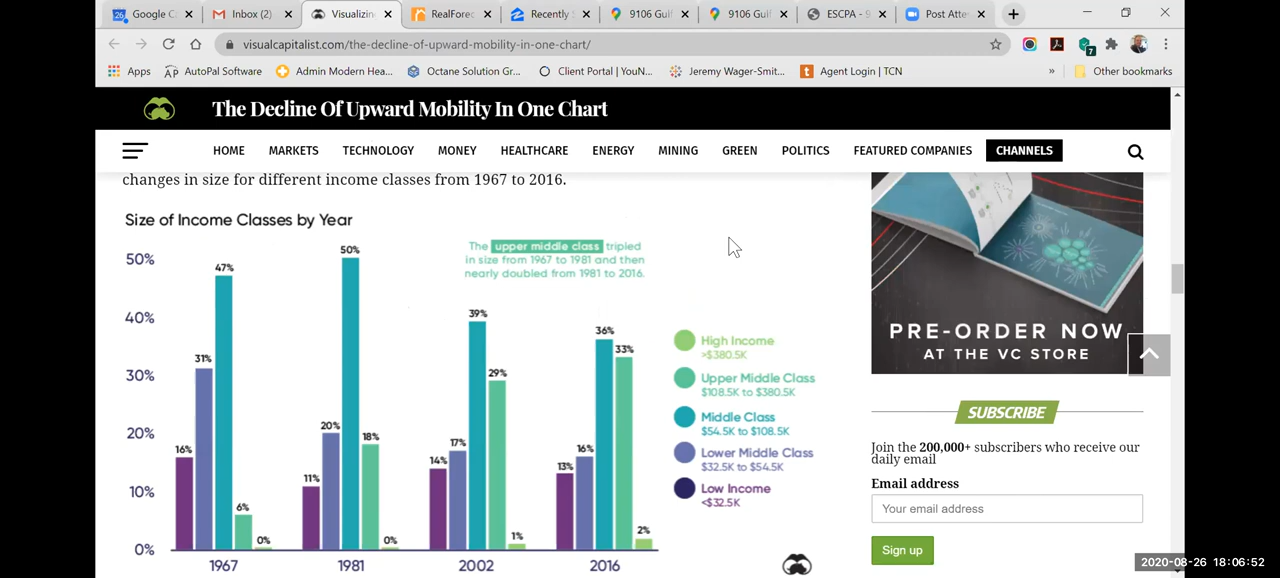 Google C
Inbox (2)
Visualizin
RealForec
Recently S
9106 Gulf
9106 Gulf
ESCPA - 9
Post Atte
visualcapitalist.com/the-decline-of-upward-mobility-in-one-chart/
7
Apps
AutoPal Software
Admin Modern Hea...
Octane Solution Gr...
Client Portal | YouN...
Jeremy Wager-Smit...
Agent Login | TCN
»
Other bookmarks
The Decline Of Upward Mobility In One Chart
HOME
MARKETS
TECHNOLOGY
MONEY
HEALTHCARE
ENERGY
MINING
GREEN
POLITICS
FEATURED COMPANIES
CHANNELS
changes in size for different income classes from 1967 to 2016.
Size of Income Classes by Year
The upper middle class tripled
in size from 1967 to 1981 and then
nearly doubled from 1981 to 2016.
50%
40%
30%
20%
10%
0%
16%
31%
47%
6%
0%
11%
20%
50%
18%
0%
14%
17%
39%
29%
1%
13%
16%
36%
33%
2%
1967
1981
2002
2016
High Income
>$380.5K
Upper Middle Class
$108.5K to $380.5K
Middle Class
$54.5K to $108.5K
Lower Middle Class
$32.5K to $54.5K
Low Income
<$32.5K
PRE-ORDER NOW
AT THE VC STORE
SUBSCRIBE
Join the 200,000+ subscribers who receive our
daily email
Email address
Your email address
Sign up
2020-08-26 18:06:52